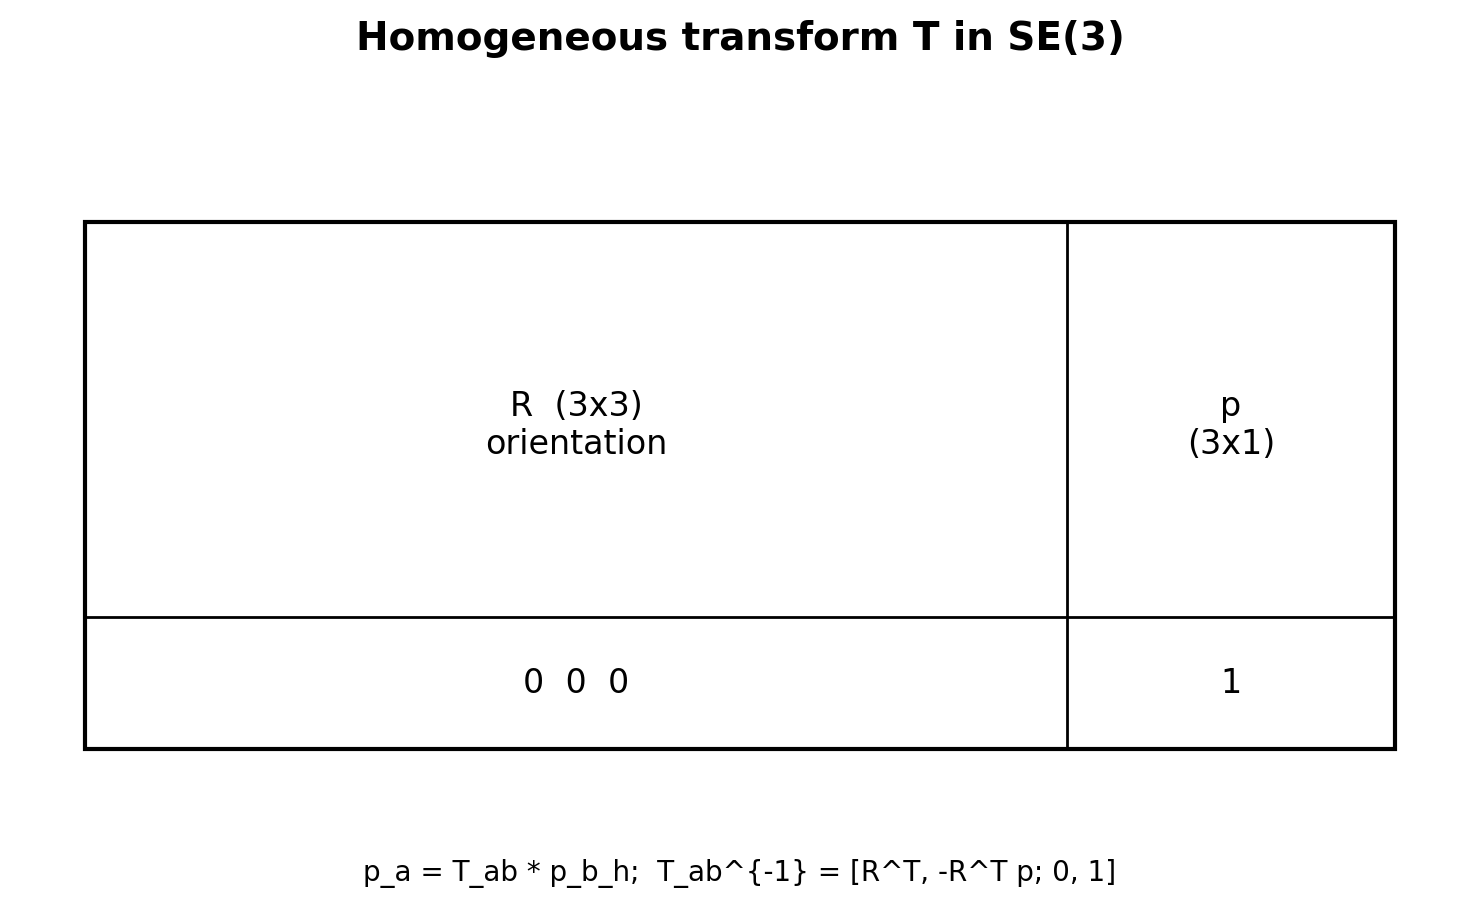 Homogeneous transform T in SE(3)
R  (3x3)
orientation
p
(3x1)
0  0  0
1
p_a = T_ab * p_b_h;  T_ab^{-1} = [R^T, -R^T p; 0, 1]